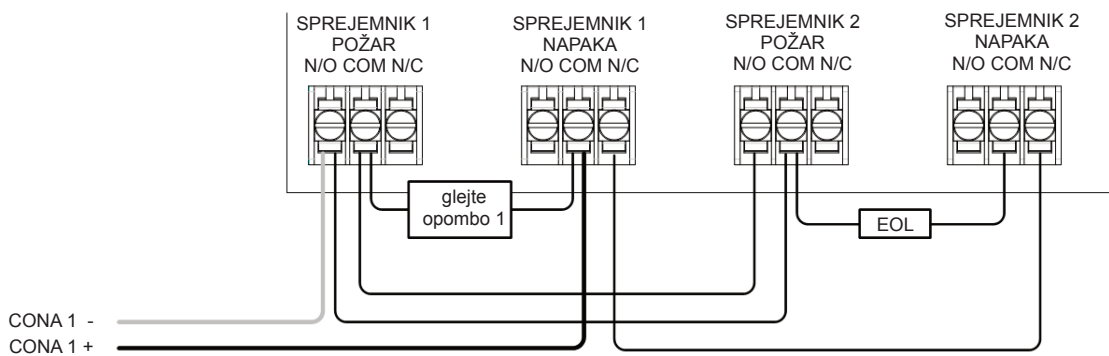 SPREJEMNIK 1
POŽAR
N/O COM N/C
SPREJEMNIK 1
NAPAKA
N/O COM N/C
SPREJEMNIK 2
POŽAR
N/O COM N/C
SPREJEMNIK 2
NAPAKA
N/O COM N/C
glejte
opombo 1
EOL
CONA 1 -
CONA 1 +